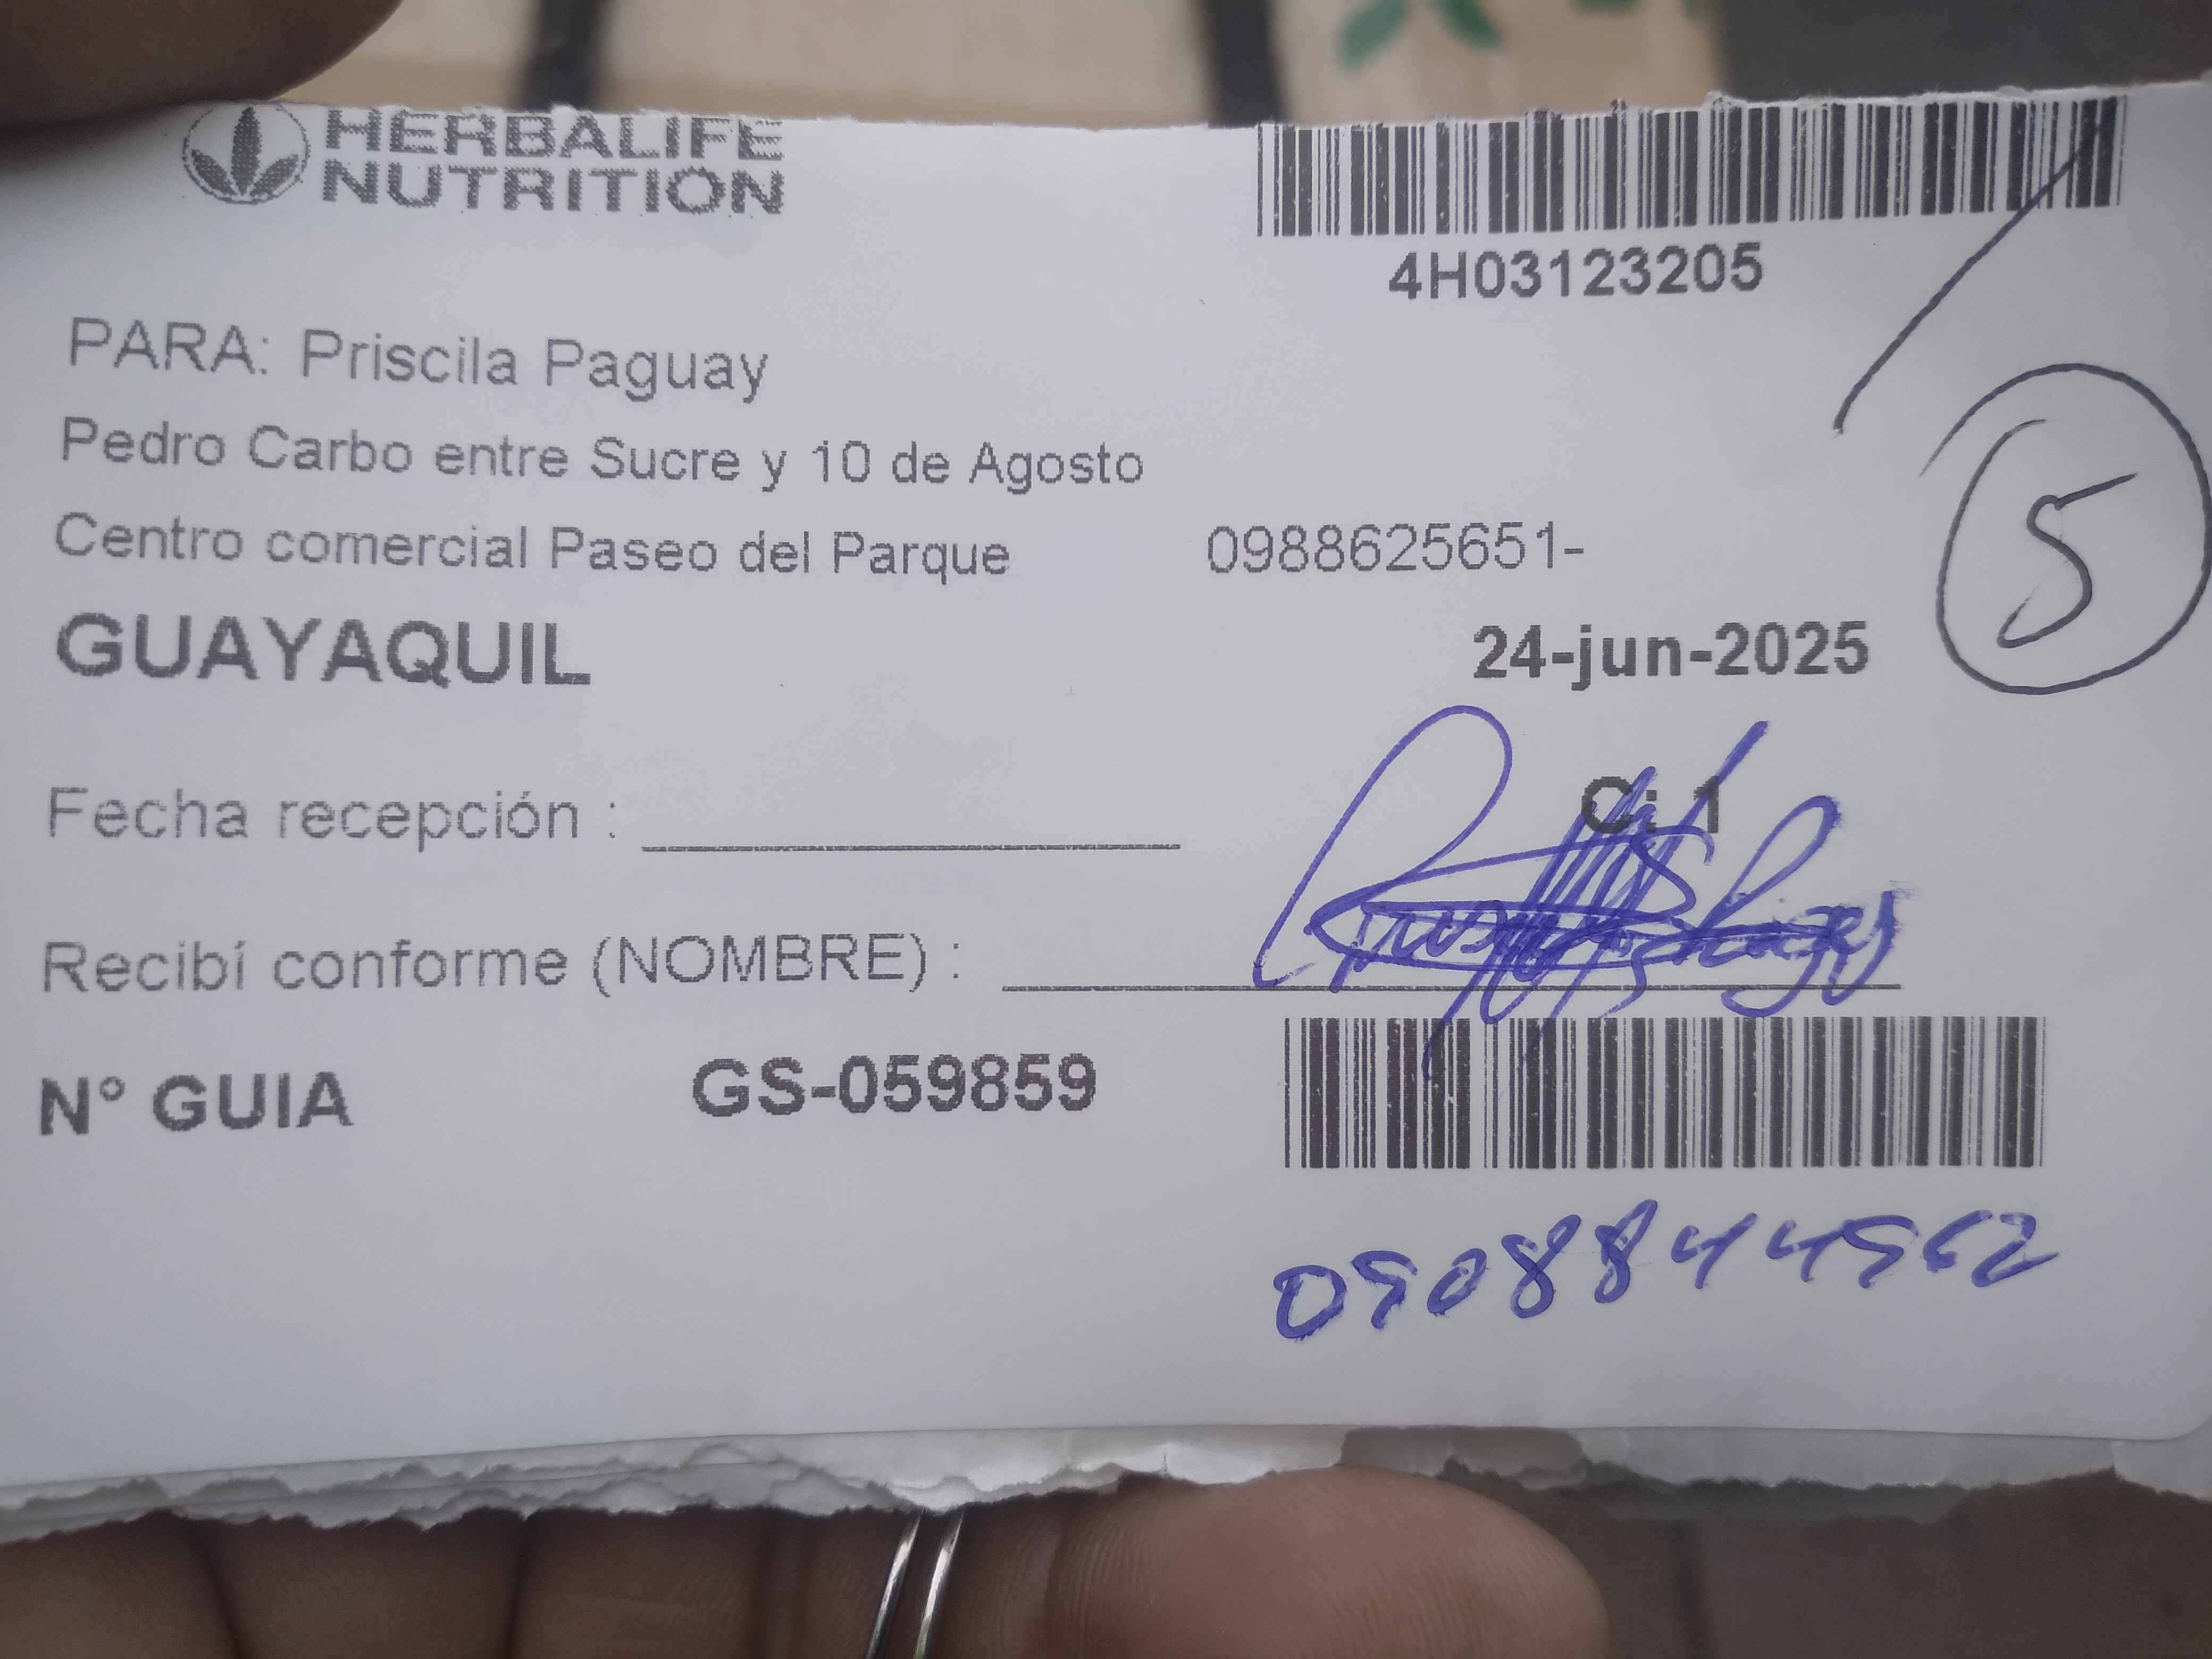 HERBALIFE
NUTRITION
4H03123205
PARA: Priscila Paguay
Pedro Carbo entre Sucre y 10 de Agosto
Centro comercial Paseo del Parque 0988625651-
5
GUAYAQUIL 24-jun-2025
C: 1
Fecha recepción :
Recibí conforme (NOMBRE) :
N° GUIA GS-059859
0908844562